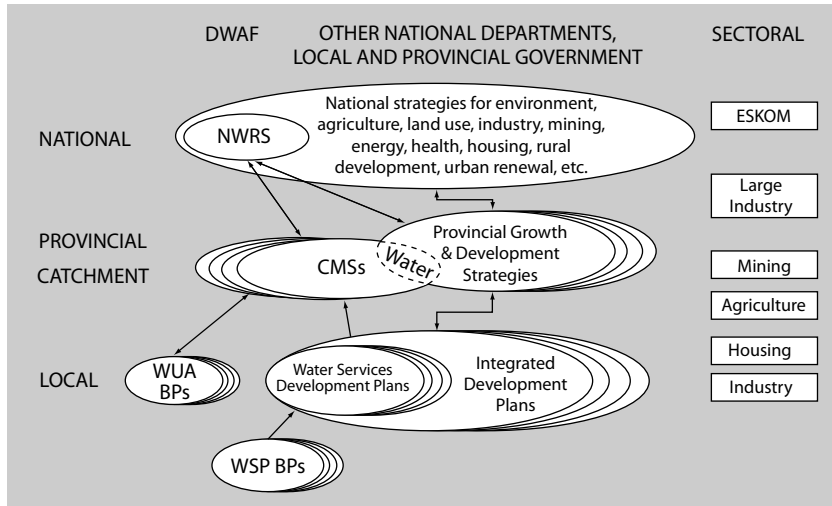 DWAF
OTHER NATIONAL DEPARTMENTS,
LOCAL AND PROVINCIAL GOVERNMENT
SECTORAL
NATIONAL
NWRS
National strategies for environment,
agriculture, land use, industry, mining,
energy, health, housing, rural
development, urban renewal, etc.
ESKOM
Large
Industry
PROVINCIAL
CATCHMENT
CMSs
Water
Provincial Growth
& Development
Strategies
Mining
Agriculture
LOCAL
WUA
BPs
Water Services
Development Plans
Integrated
Development
Plans
Housing
Industry
WSP BPs